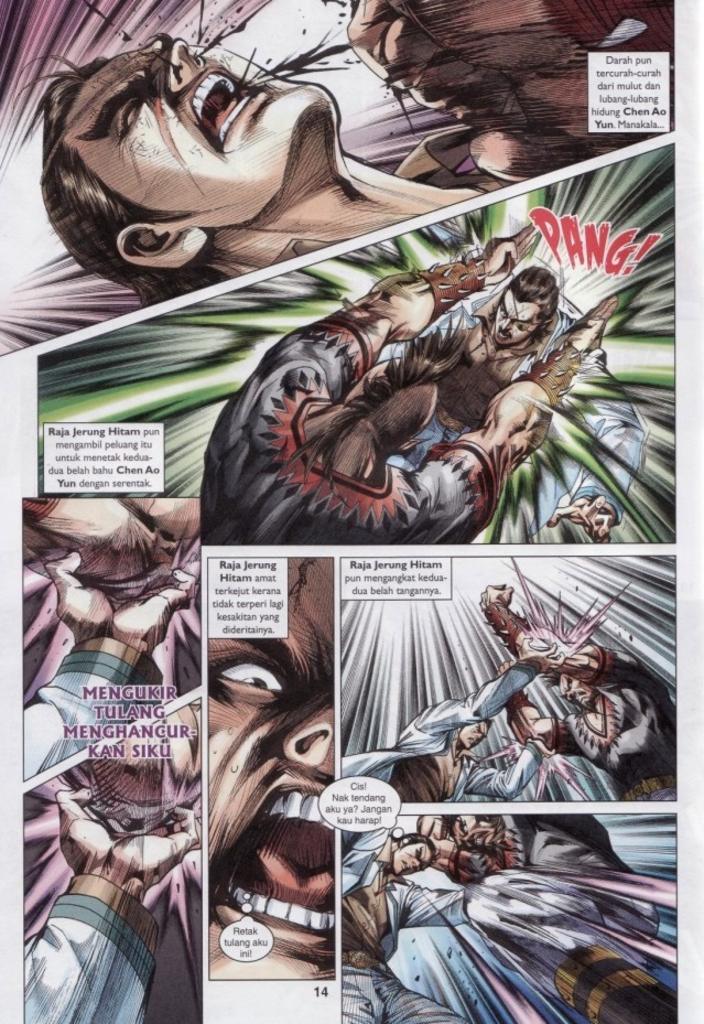 Darah pun
tercurah-curah
dari mulut dan
lubang-lubang
hidung Chen Ao
Yun. Manakala...
PANG!
Raja Jerung Hitam pun
mengambil peluang itu
untuk menetak kedua-
dua belah bahu Chen Ao
Yun dengan serentak.
MENGUKIR
TULANG
MENGHANCUR-
KAN SIKU
Raja Jerung
Hitam amat
terkejut kerana
tidak terperi lagi
kesakitan yang
dideritainya.
Retak
tulang aku
ini!
Raja Jerung Hitam
pun mengangkat kedua-
dua belah tangannya.
Cis!
Nak tendang
aku ya? Jangan
kau harap!
14